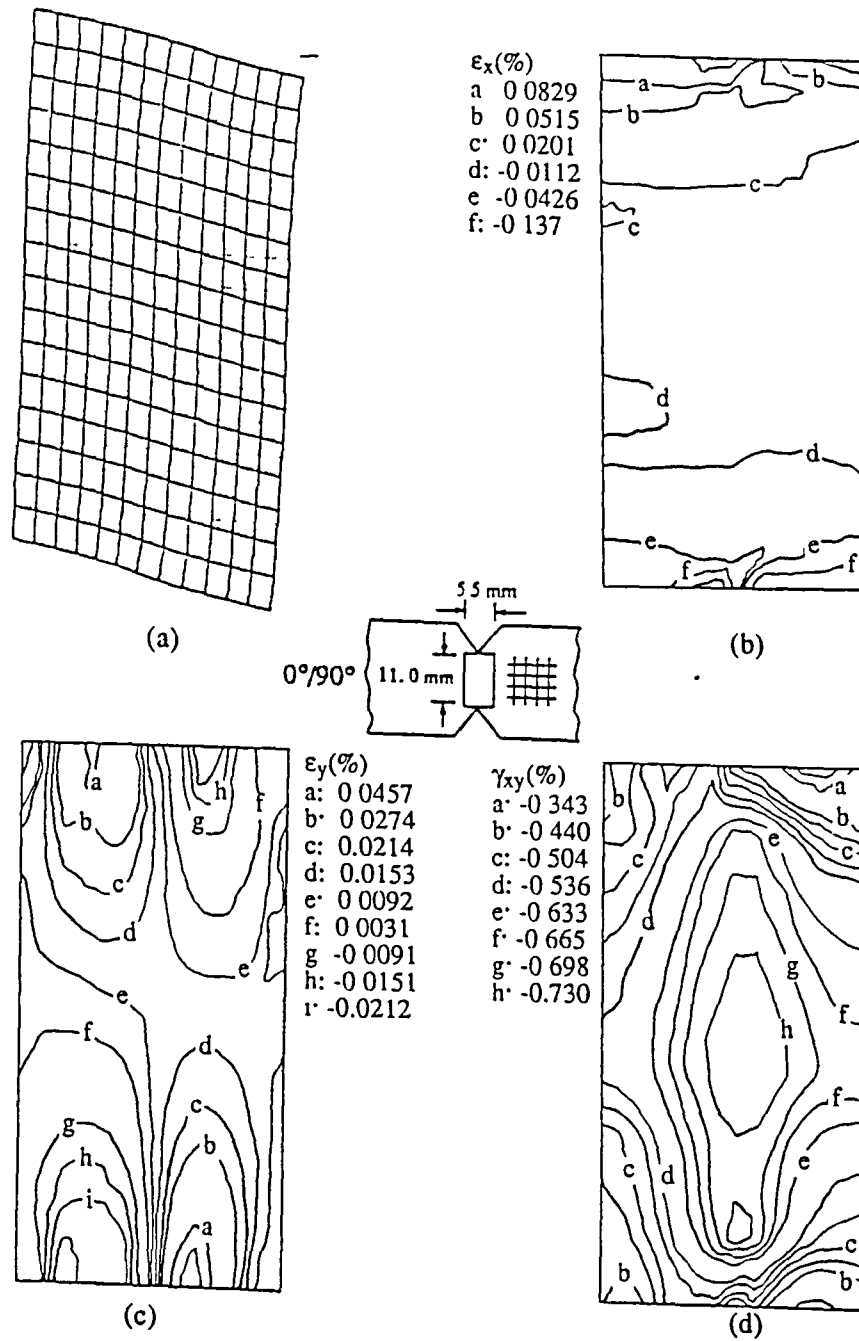 εx(%)
a 0 0829
b 0 0515
c· 0 0201
d: -0 0112
e -0 0426
f: -0 137
a
b
b
c
c
d
d
e
e
f
f
(a)
(b)
5.5 mm
0°/90°
11. 0 mm
εy(%)
a: 0 0457
b· 0 0274
c: 0.0214
d: 0.0153
e· 0 0092
f: 0 0031
g -0 0091
h: -0 0151
ı· -0.0212
γxy(%)
a· -0 343
b· -0 440
c: -0 504
d: -0 536
e· -0 633
f· -0 665
g· -0 698
h· -0.730
a
h
f
b
g
c
d
e
e
f
d
g
c
h
b
i
a
(c)
b
a
b
e
c
c
d
g
h
f
f
c
d
e
c
b
b
(d)